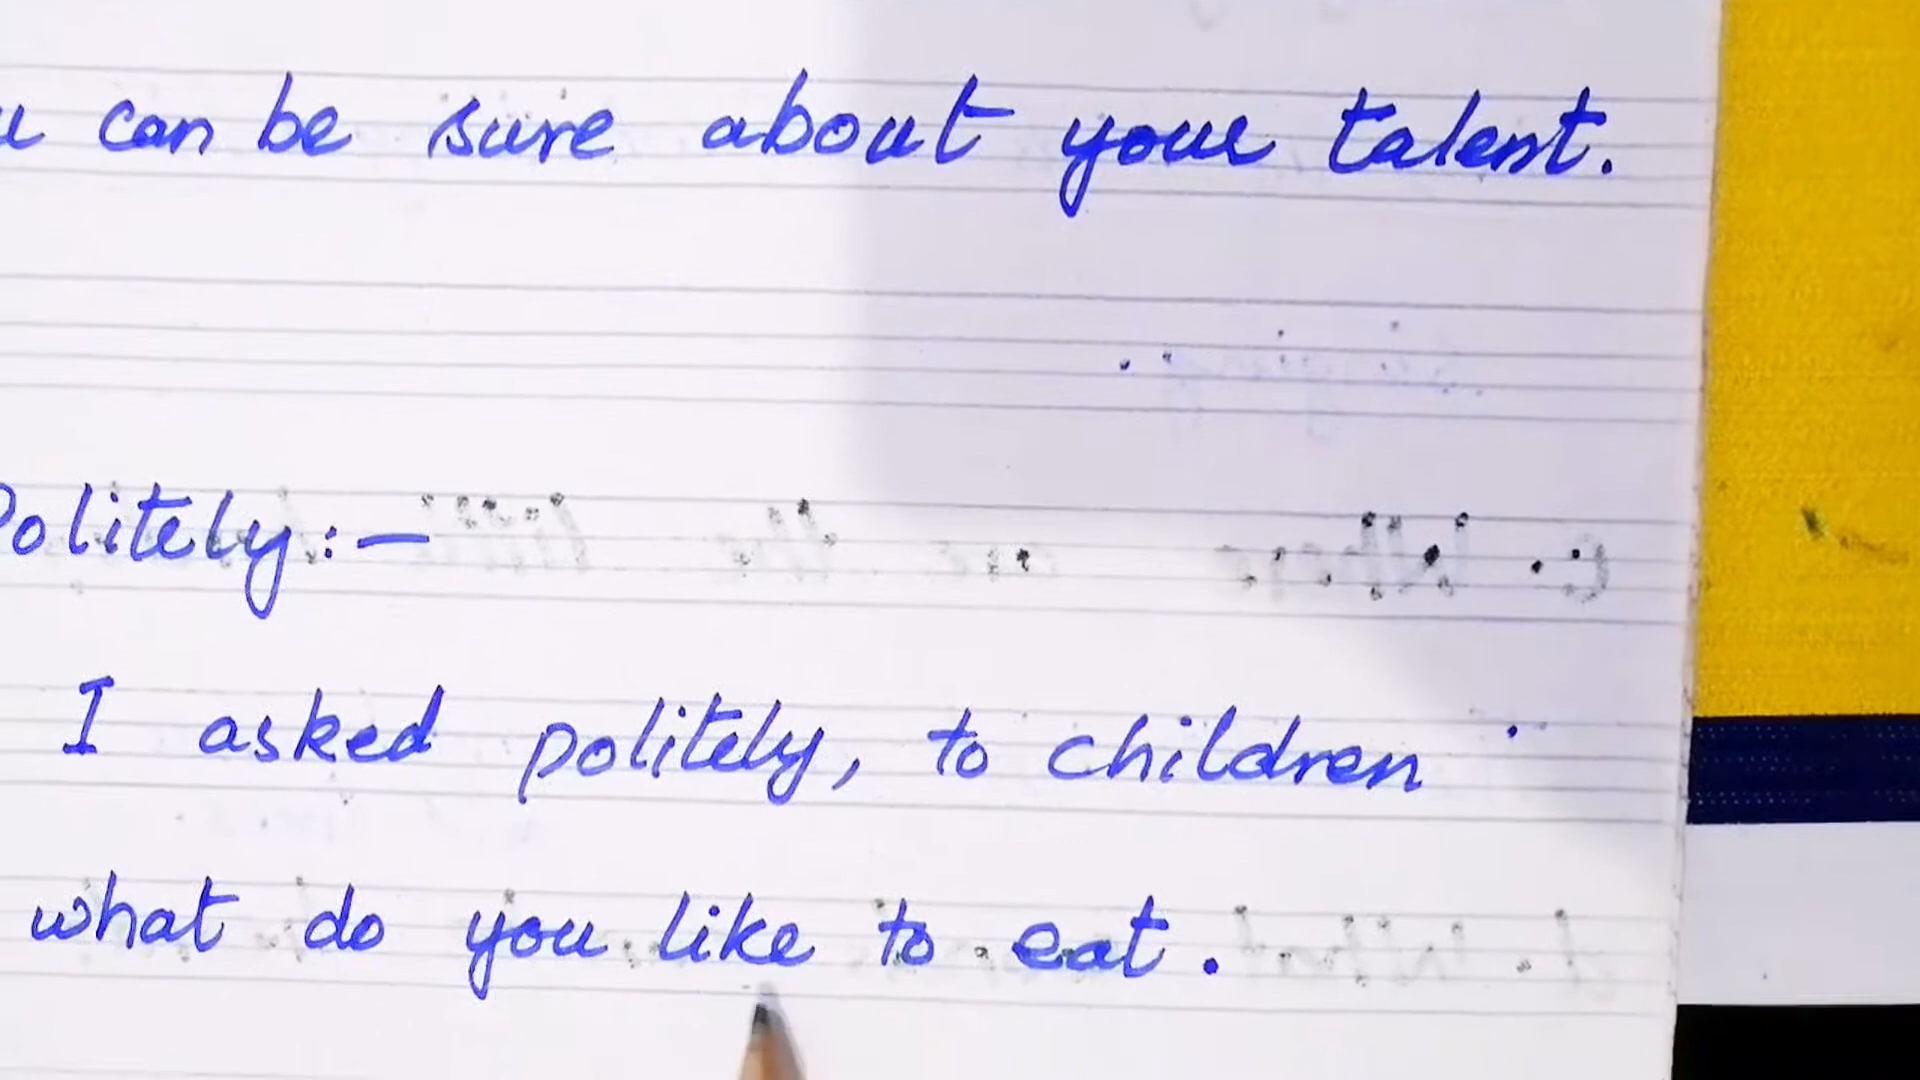 u can be sure about your talent.
Politely:—
I asked politely, to children
what do you like to eat.